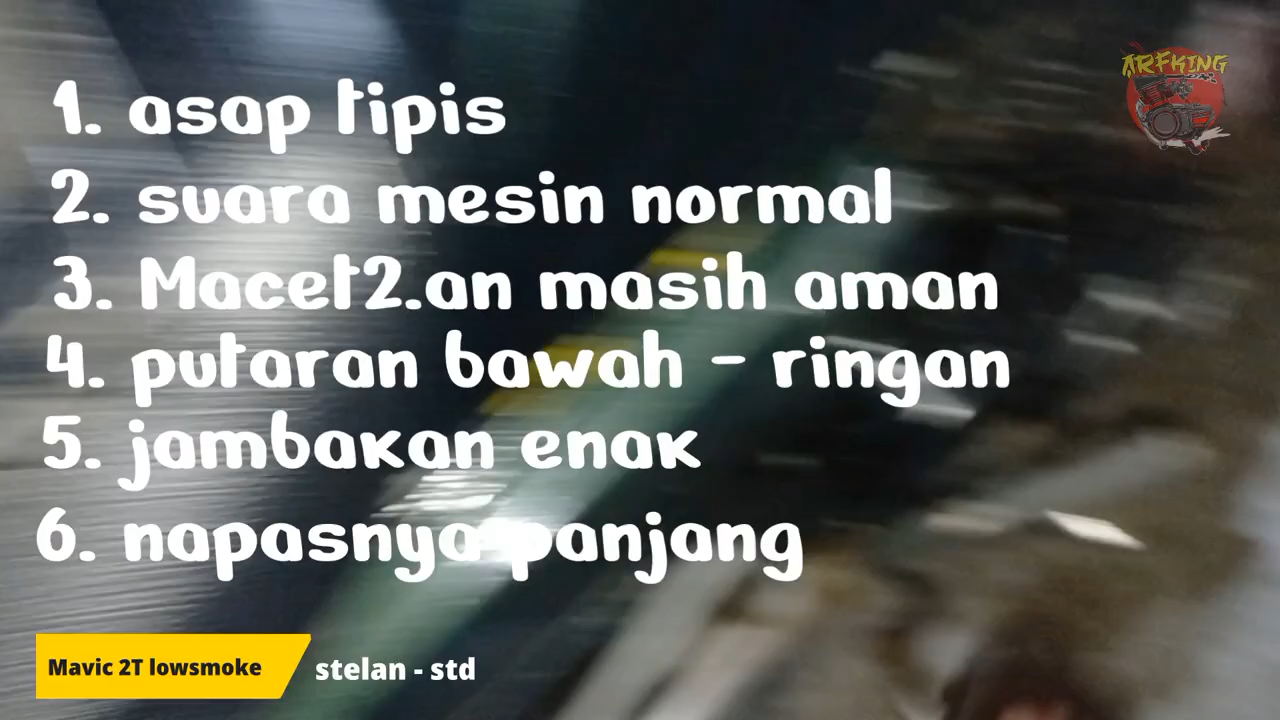 ARFKING
1. asap tipis
2. suara mesin normal
3. Macet2.an masih aman
4. putaran bawah - ringan
5. jambakan enak
6. napasnya panjang
Mavic 2T lowsmoke
stelan - std